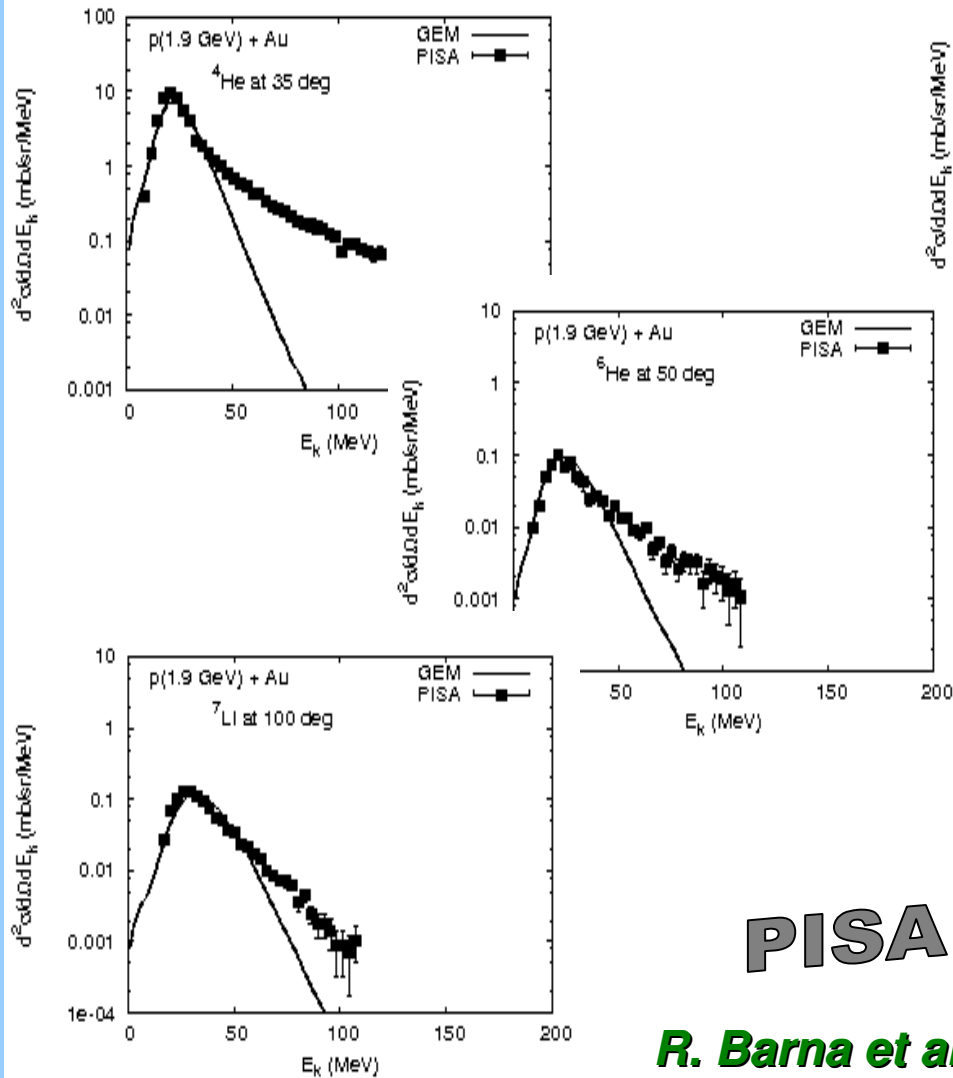 100
10
1
0.1
0.01
0.001
d²σ/dΩdE_k (mb/sr/MeV)
p(1.9 GeV) + Au
⁴He at 35 deg
GEM
PISA
0
50
100
E_k (MeV)
d²σ/dΩdE_k (mb/sr/MeV)
10
1
0.1
0.01
0.001
d²σ/dΩdE_k (mb/sr/MeV)
p(1.9 GeV) + Au
⁶He at 50 deg
GEM
PISA
50
100
150
200
E_k (MeV)
10
1
0.1
0.01
0.001
1e-04
d²σ/dΩdE_k (mb/sr/MeV)
p(1.9 GeV) + Au
⁷Li at 100 deg
GEM
PISA
0
50
100
150
200
E_k (MeV)
PISA
R. Barna et al